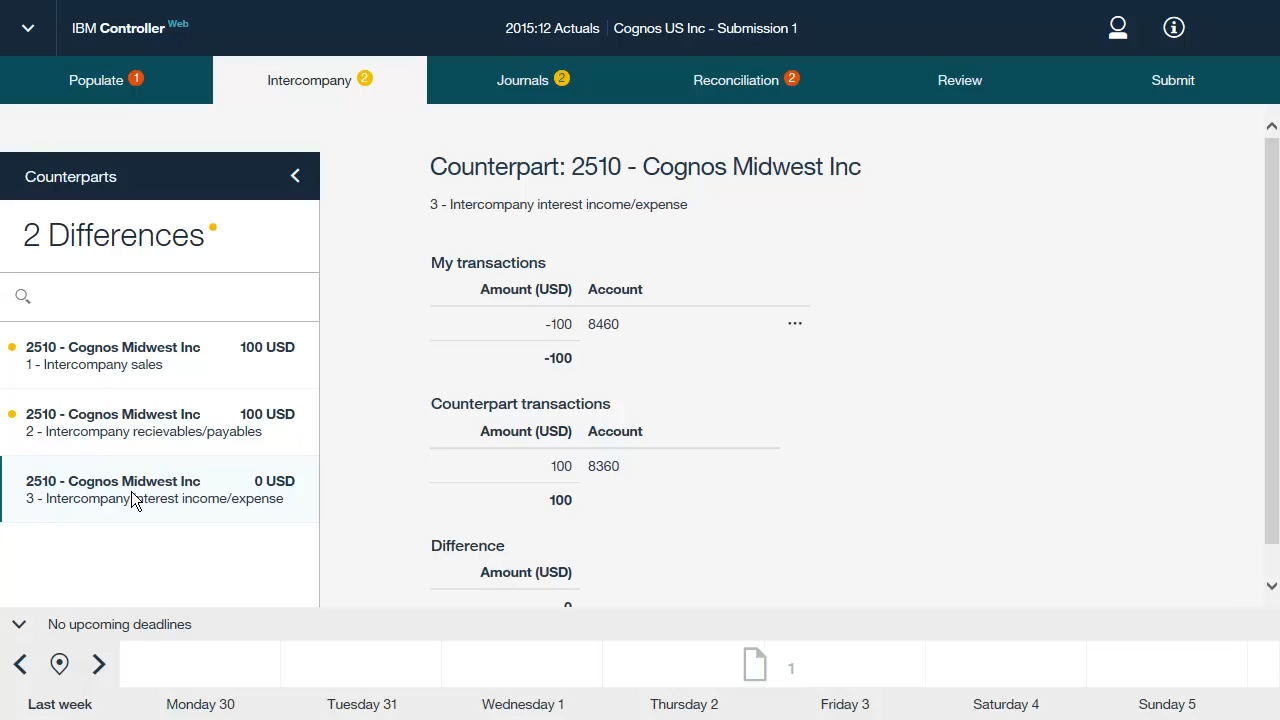 IBM Controller Web
2015:12 Actuals Cognos US Inc - Submission 1
Populate 1
Intercompany 2
Journals 2
Reconciliation 2
Review
Submit
Counterparts
2 Differences
2510 - Cognos Midwest Inc 100 USD
1 - Intercompany sales
2510 - Cognos Midwest Inc 100 USD
2 - Intercompany recievables/payables
2510 - Cognos Midwest Inc 0 USD
3 - Intercompany interest income/expense
Counterpart: 2510 - Cognos Midwest Inc
3 - Intercompany interest income/expense
My transactions
Amount (USD) Account
-100 8460 ...
-100
Counterpart transactions
Amount (USD) Account
100 8360
100
Difference
Amount (USD)
0
No upcoming deadlines
1
Last week Monday 30 Tuesday 31 Wednesday 1 Thursday 2 Friday 3 Saturday 4 Sunday 5